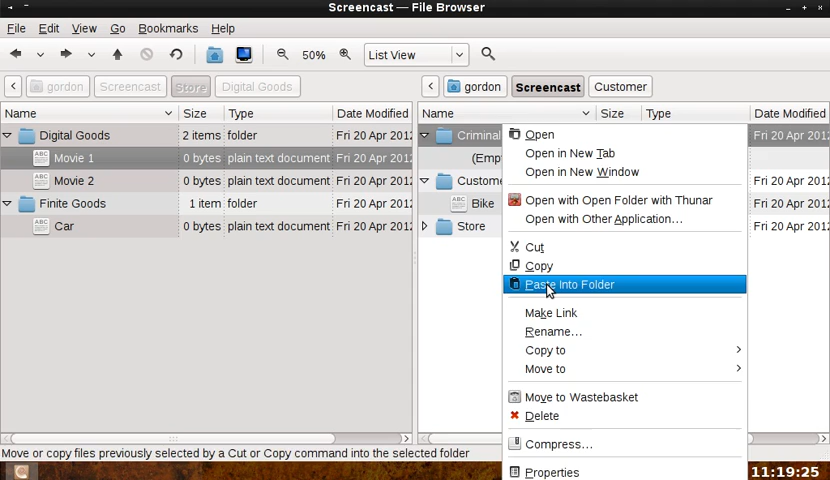 Screencast — File Browser
File Edit View Go Bookmarks Help
50% List View
gordon Screencast Store Digital Goods
gordon Screencast Customer
Name Size Type Date Modified
Digital Goods 2 items folder Fri 20 Apr 2012
Movie 1 0 bytes plain text document Fri 20 Apr 2012
Movie 2 0 bytes plain text document Fri 20 Apr 2012
Finite Goods 1 item folder Fri 20 Apr 2012
Car 0 bytes plain text document Fri 20 Apr 2012
Name Size Type Date Modified
Criminal Fri 20 Apr 2012
(Emp
Custome Fri 20 Apr 2012
Bike Fri 20 Apr 2012
Store Fri 20 Apr 2012
Open
Open in New Tab
Open in New Window
Open with Open Folder with Thunar
Open with Other Application...
Cut
Copy
Paste Into Folder
Make Link
Rename...
Copy to
Move to
Move to Wastebasket
Delete
Compress...
Properties
Move or copy files previously selected by a Cut or Copy command into the selected folder
11:19:25